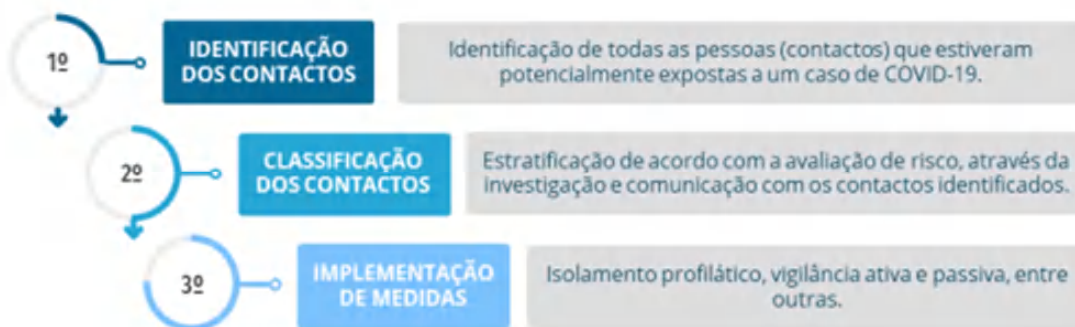 1º
IDENTIFICAÇÃO
DOS CONTACTOS
Identificação de todas as pessoas (contactos) que estiveram
potencialmente expostas a um caso de COVID-19.
2º
CLASSIFICAÇÃO
DOS CONTACTOS
Estratificação de acordo com a avaliação de risco, através da
investigação e comunicação com os contactos identificados.
3º
IMPLEMENTAÇÃO
DE MEDIDAS
Isolamento profilático, vigilância ativa e passiva, entre
outras.